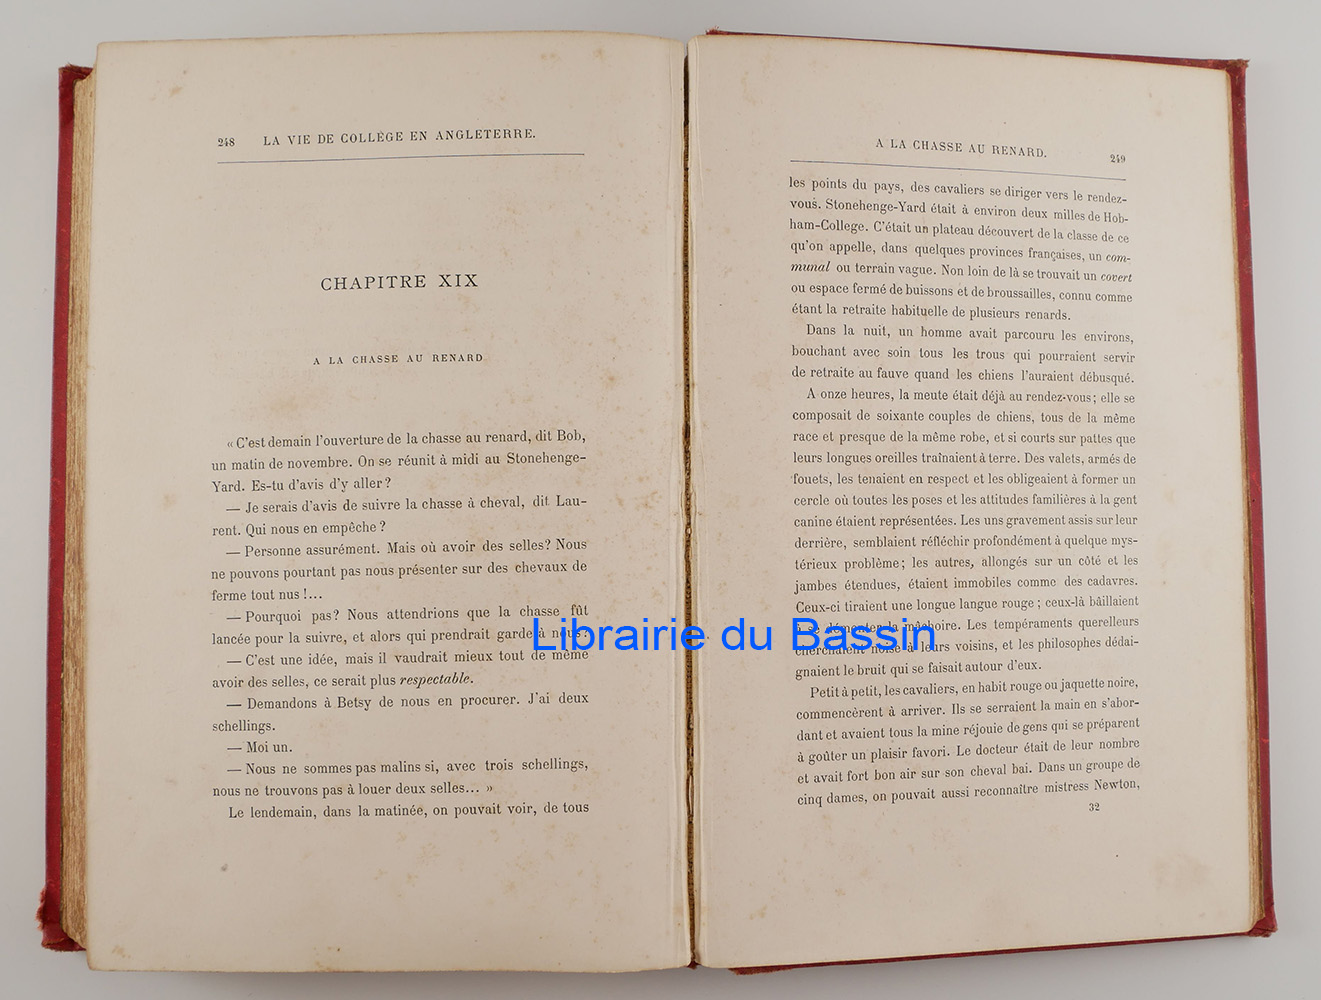 248 LA VIE DE COLLÈGE EN ANGLETERRE.
CHAPITRE XIX
A LA CHASSE AU RENARD
« C'est demain l'ouverture de la chasse au renard, dit Bob,
un matin de novembre. On se réunit à midi au Stonehenge-
Yard. Es-tu d'avis d'y aller ?
— Je serais d'avis de suivre la chasse à cheval, dit Lau-
rent. Qui nous en empêche ?
— Personne assurément. Mais où avoir des selles? Nous
ne pouvons pourtant pas nous présenter sur des chevaux de
ferme tout nus !...
— Pourquoi pas? Nous attendrions que la chasse fût
lancée pour la suivre, et alors qui prendrait garde à nous?
— C'est une idée, mais il vaudrait mieux tout de même
avoir des selles, ce serait plus respectable.
— Demandons à Betsy de nous en procurer. J'ai deux
schellings.
— Moi un.
— Nous ne sommes pas malins si, avec trois schellings,
nous ne trouvons pas à louer deux selles... »
Le lendemain, dans la matinée, on pouvait voir, de tous
A LA CHASSE AU RENARD. 249
les points du pays, des cavaliers se diriger vers le rendez-
vous. Stonehenge-Yard était à environ deux milles de Hob-
ham-College. C'était un plateau découvert de la classe de ce
qu'on appelle, dans quelques provinces françaises, un com-
munal ou terrain vague. Non loin de là se trouvait un covert
ou espace fermé de buissons et de broussailles, connu comme
étant la retraite habituelle de plusieurs renards.
Dans la nuit, un homme avait parcouru les environs,
bouchant avec soin tous les trous qui pourraient servir
de retraite au fauve quand les chiens l'auraient débusqué.
A onze heures, la meute était déjà au rendez-vous; elle se
composait de soixante couples de chiens, tous de la même
race et presque de la même robe, et si courts sur pattes que
leurs longues oreilles traînaient à terre. Des valets, armés de
fouets, les tenaient en respect et les obligeaient à former un
cercle où toutes les poses et les attitudes familières à la gent
canine étaient représentées. Les uns gravement assis sur leur
derrière, semblaient réfléchir profondément à quelque mys-
térieux problème; les autres, allongés sur un côté et les
jambes étendues, étaient immobiles comme des cadavres.
Ceux-ci tiraient une longue langue rouge ; ceux-là bâillaient
à se démonter la mâchoire. Les tempéraments querelleurs
cherchaient noise à leurs voisins, et les philosophes dédai-
gnaient le bruit qui se faisait autour d'eux.
Petit à petit, les cavaliers, en habit rouge ou jaquette noire,
commencèrent à arriver. Ils se serraient la main en s'abor-
dant et avaient tous la mine réjouie de gens qui se préparent
à goûter un plaisir favori. Le docteur était de leur nombre
et avait fort bon air sur son cheval bai. Dans un groupe de
cinq dames, on pouvait aussi reconnaître mistress Newton,
32
Librairie du Bassin